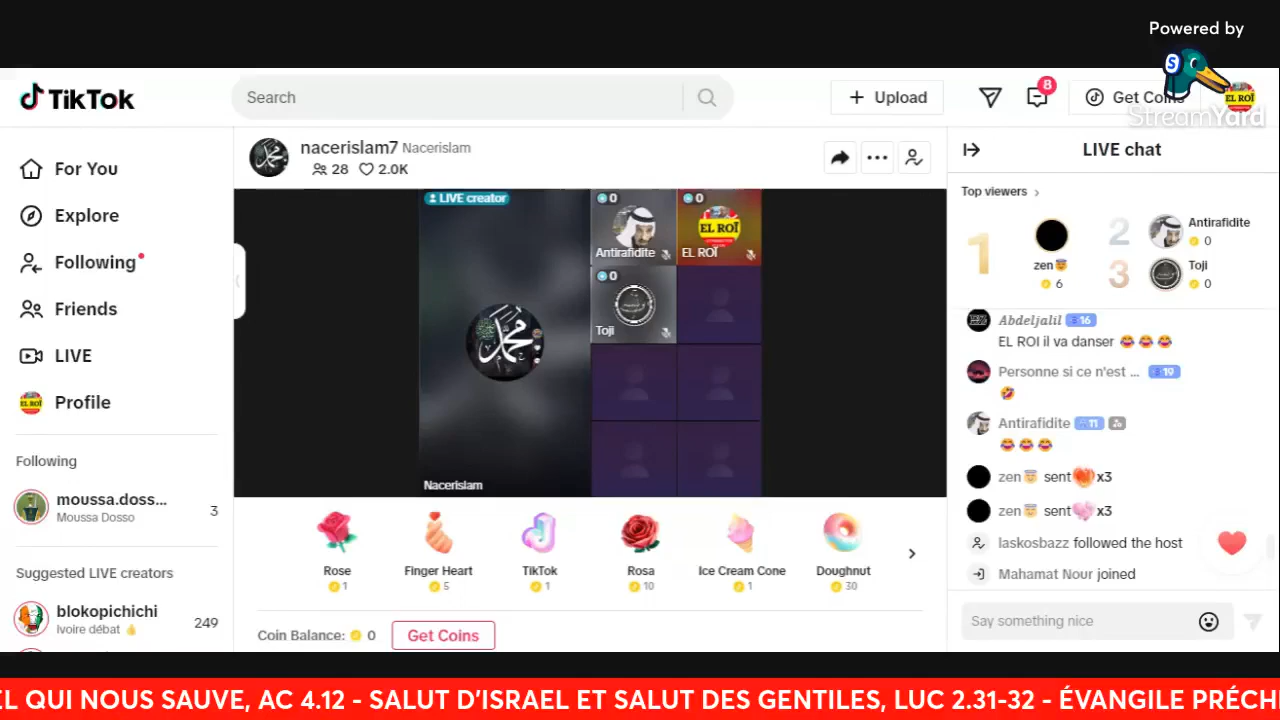 Powered by
StreamYard
TikTok
Search
Upload
8
Get Coins
EL ROÏ
For You
Explore
Following
Friends
LIVE
Profile
Following
moussa.doss...
Moussa Dosso
3
Suggested LIVE creators
blokopichichi
Ivoire débat
249
nacerislam7 Nacerislam
28 2.0K
LIVE creator
محمد
Nacerislam
0
Antirafidite
0
EL ROÏ
EL ROÏ
0
Toji
Rose
1
Finger Heart
5
TikTok
1
Rosa
10
Ice Cream Cone
1
Doughnut
30
Coin Balance: 0
Get Coins
LIVE chat
Top viewers
1
zen
6
2
Antirafidite
0
3
Toji
0
Abdeljalil 16
EL ROI il va danser
Personne si ce n'est ... 19
Antirafidite 11
zen sent x3
zen sent x3
laskosbazz followed the host
Mahamat Nour joined
Say something nice
EL QUI NOUS SAUVE, AC 4.12 - SALUT D'ISRAEL ET SALUT DES GENTILES, LUC 2.31-32 - ÉVANGILE PRÉCH